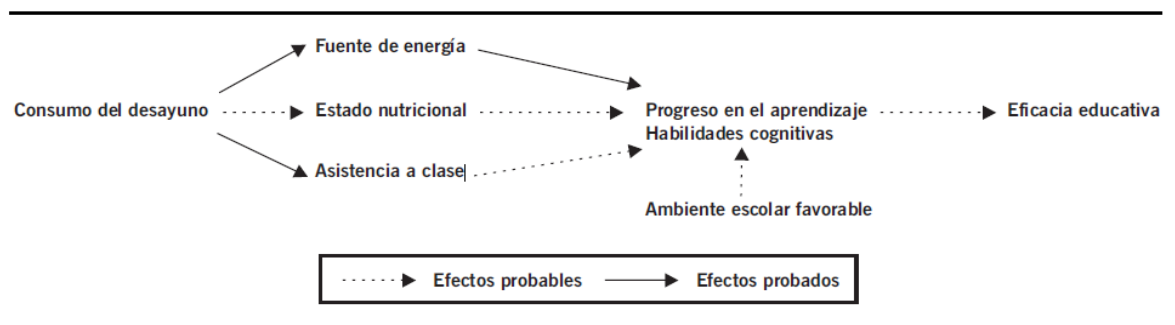 Fuente de energía
Consumo del desayuno Estado nutricional Progreso en el aprendizaje Eficacia educativa
Habilidades cognitivas
Asistencia a clase
Ambiente escolar favorable
Efectos probables Efectos probados